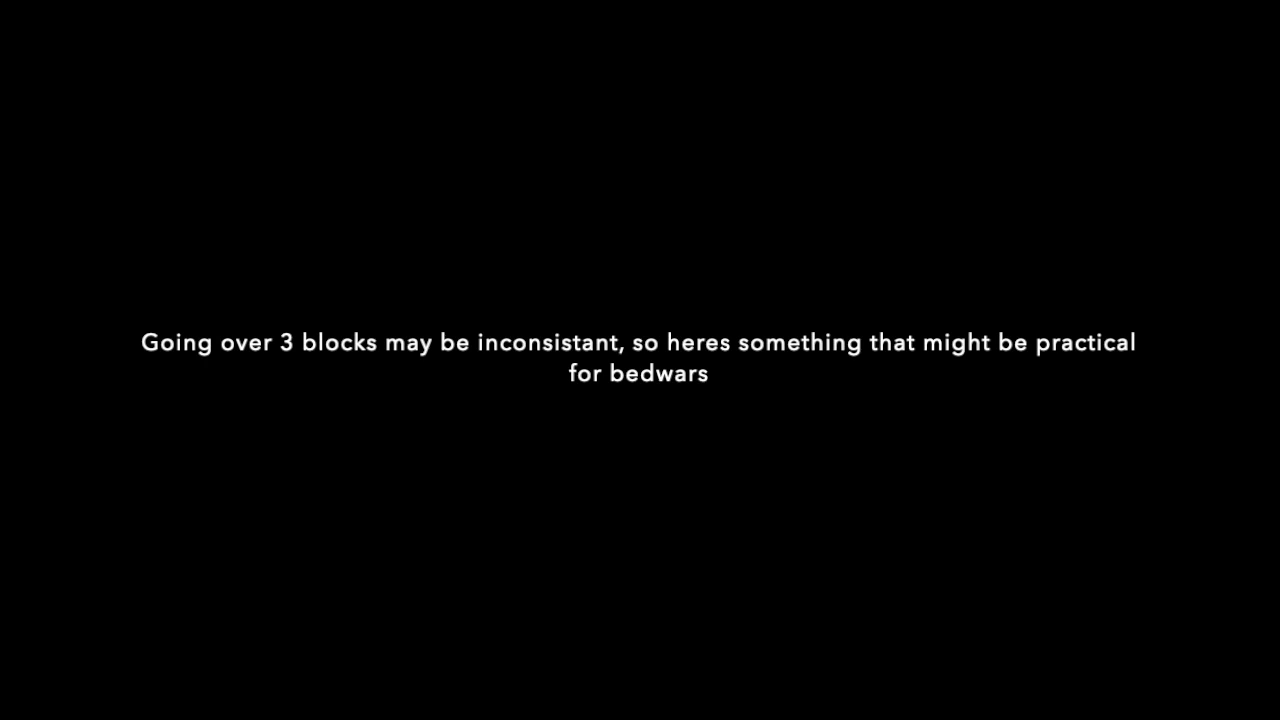 Going over 3 blocks may be inconsistant, so heres something that might be practical
for bedwars